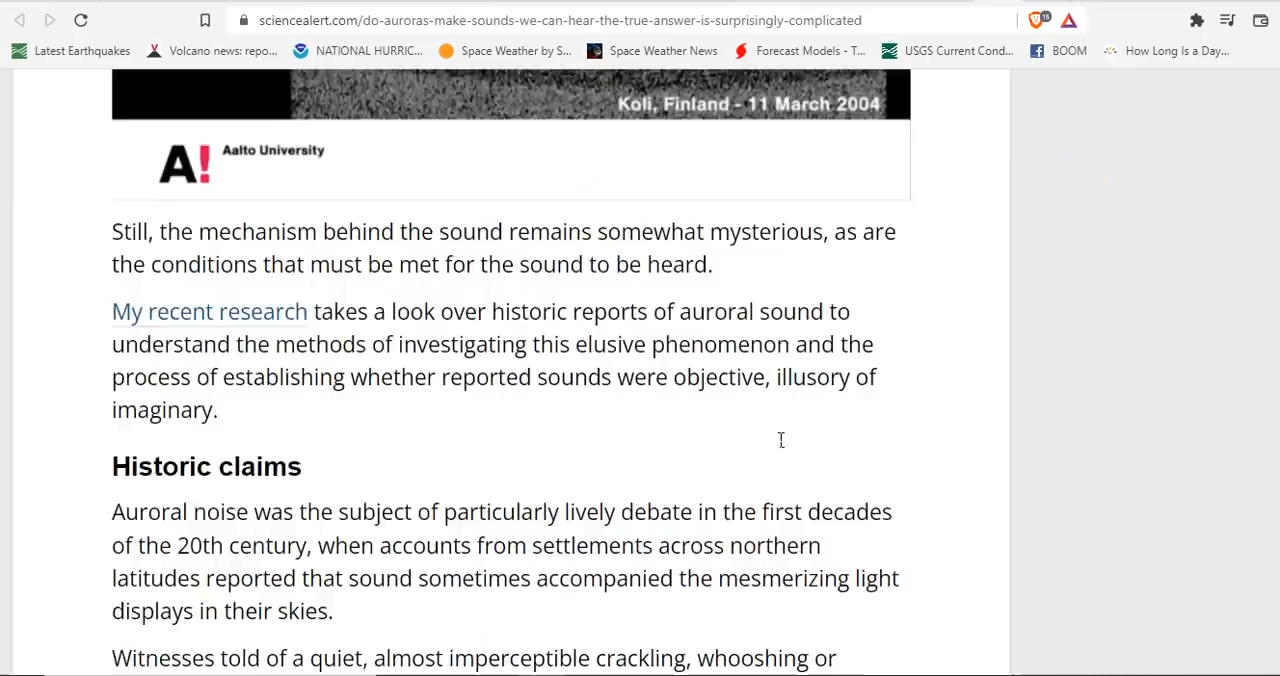 sciencealert.com/do-auroras-make-sounds-we-can-hear-the-true-answer-is-surprisingly-complicated
15
Latest Earthquakes
Volcano news: repo...
NATIONAL HURRIC...
Space Weather by S...
Space Weather News
Forecast Models - T...
USGS Current Cond...
BOOM
How Long Is a Day...
Koli, Finland - 11 March 2004
A!
Aalto University
Still, the mechanism behind the sound remains somewhat mysterious, as are
the conditions that must be met for the sound to be heard.
My recent research takes a look over historic reports of auroral sound to
understand the methods of investigating this elusive phenomenon and the
process of establishing whether reported sounds were objective, illusory of
imaginary.
Historic claims
Auroral noise was the subject of particularly lively debate in the first decades
of the 20th century, when accounts from settlements across northern
latitudes reported that sound sometimes accompanied the mesmerizing light
displays in their skies.
Witnesses told of a quiet, almost imperceptible crackling, whooshing or